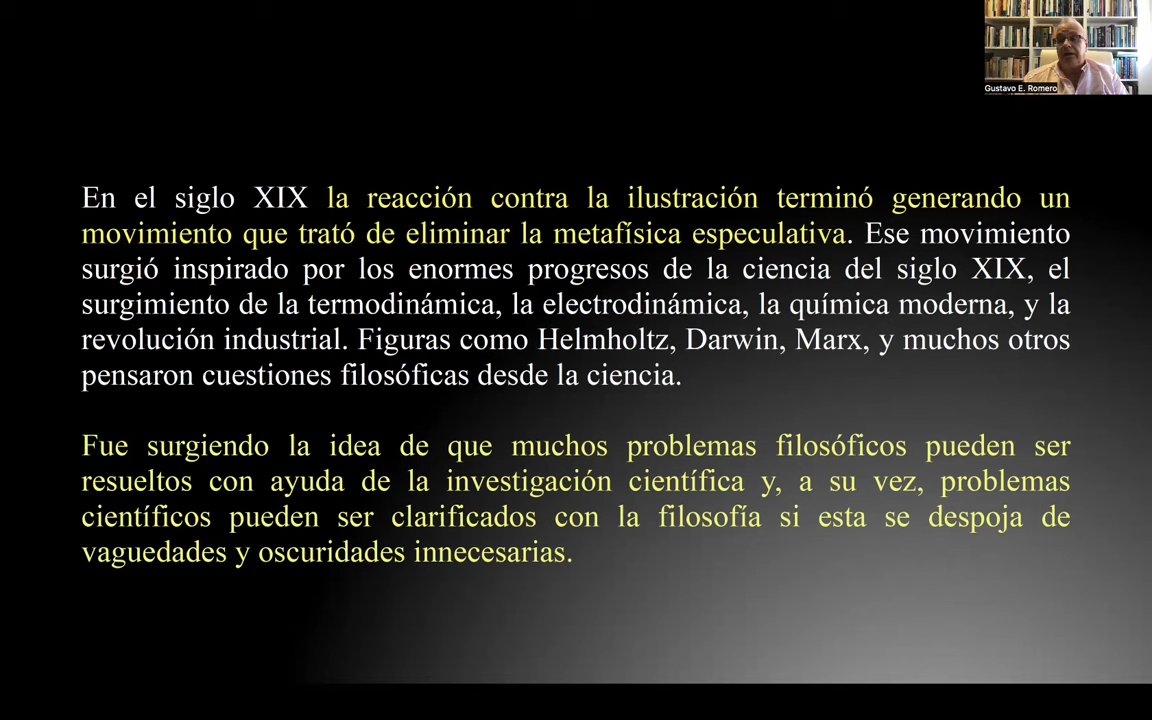 Gustavo E. Romero
En el siglo XIX la reacción contra la ilustración terminó generando un
movimiento que trató de eliminar la metafísica especulativa. Ese movimiento
surgió inspirado por los enormes progresos de la ciencia del siglo XIX, el
surgimiento de la termodinámica, la electrodinámica, la química moderna, y la
revolución industrial. Figuras como Helmholtz, Darwin, Marx, y muchos otros
pensaron cuestiones filosóficas desde la ciencia.
Fue surgiendo la idea de que muchos problemas filosóficos pueden ser
resueltos con ayuda de la investigación científica y, a su vez, problemas
científicos pueden ser clarificados con la filosofía si esta se despoja de
vaguedades y oscuridades innecesarias.